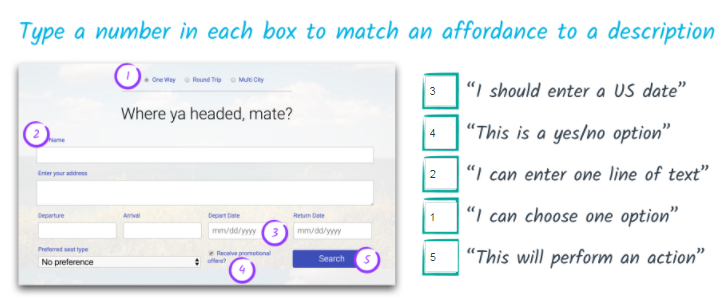 Type a number in each box to match an affordance to a description
1
One Way Round Trip Multi City
Where ya headed, mate?
2
Name
Enter your address
Departure Arrival Depart Date Return Date
mm/dd/yyyy 3 mm/dd/yyyy
Preferred seat type
No preference
Receive promotional
offers?
4
Search 5
3 "I should enter a US date"
4 "This is a yes/no option"
2 "I can enter one line of text"
1 "I can choose one option"
5 "This will perform an action"